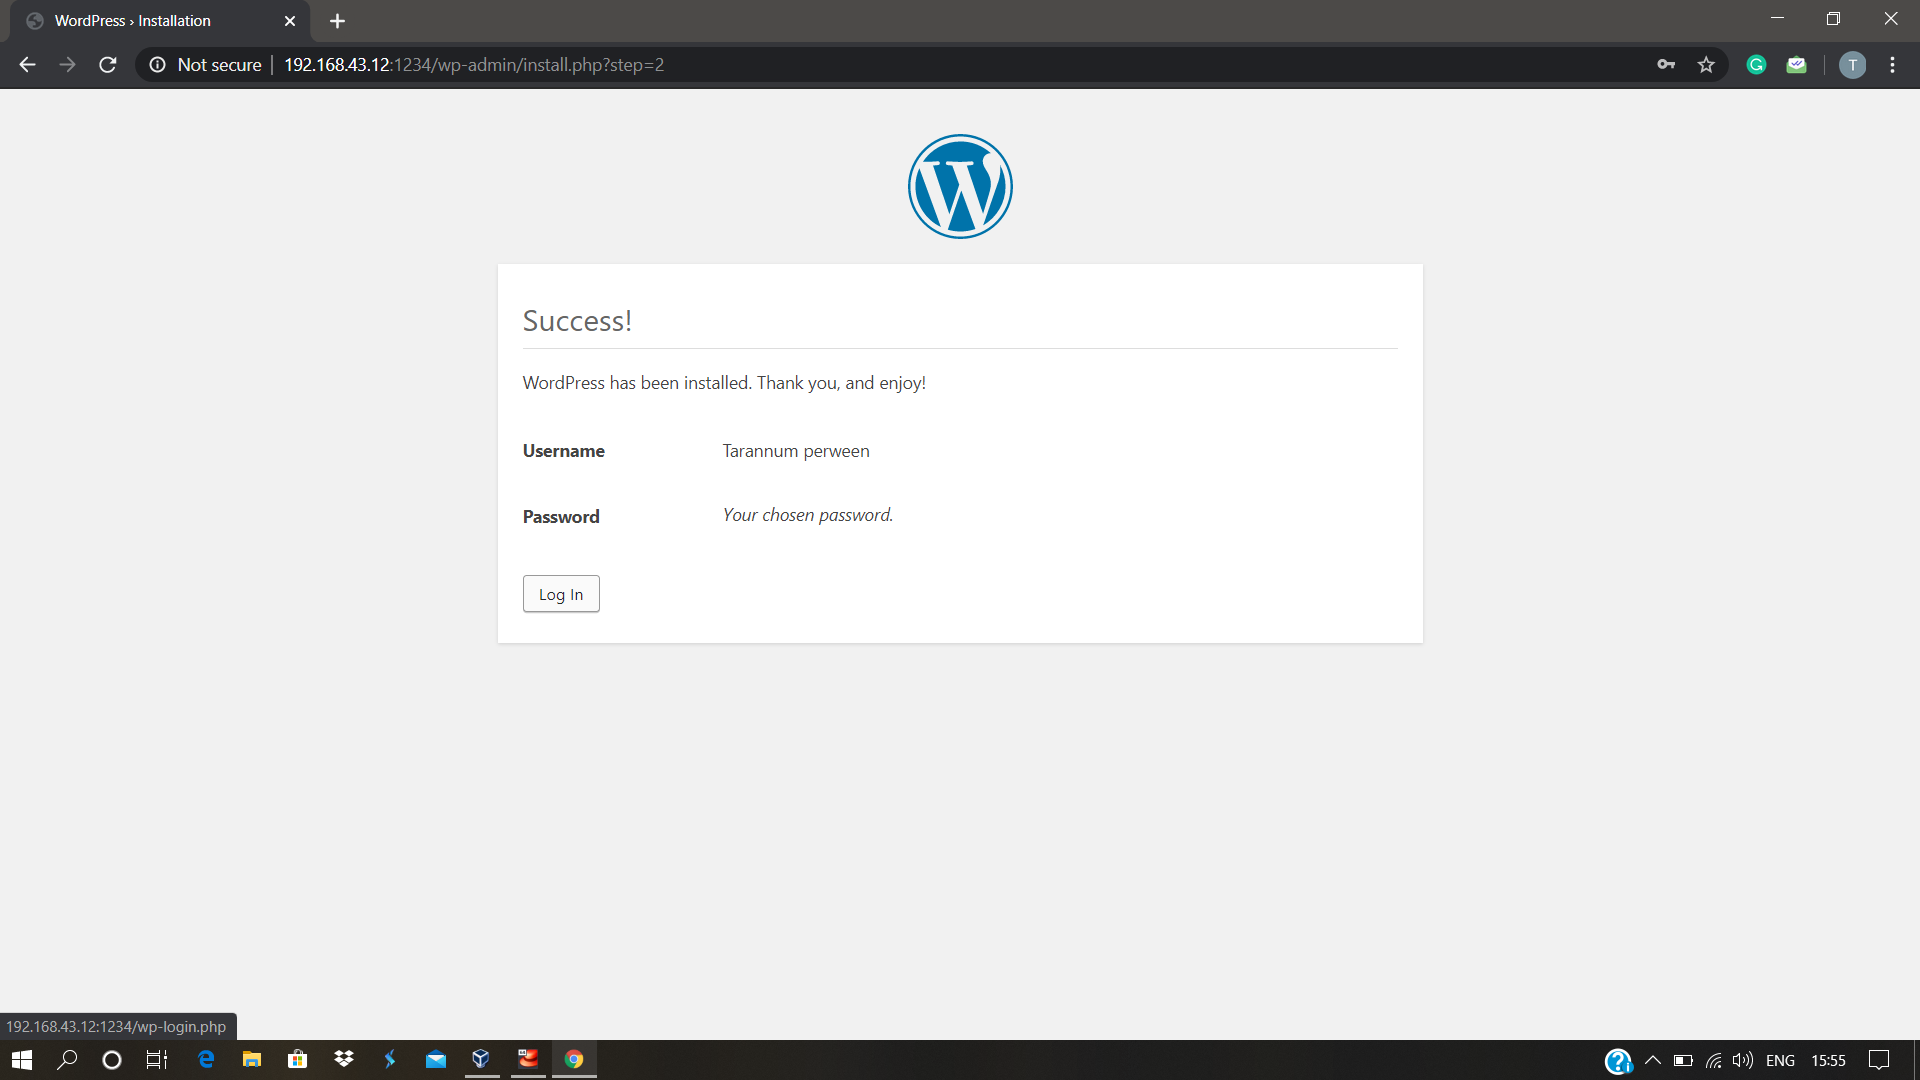 WordPress › Installation
Not secure
192.168.43.12:1234/wp-admin/install.php?step=2
T
W
Success!
WordPress has been installed. Thank you, and enjoy!
Username Tarannum perween
Password Your chosen password.
Log In
192.168.43.12:1234/wp-login.php
ENG 15:55